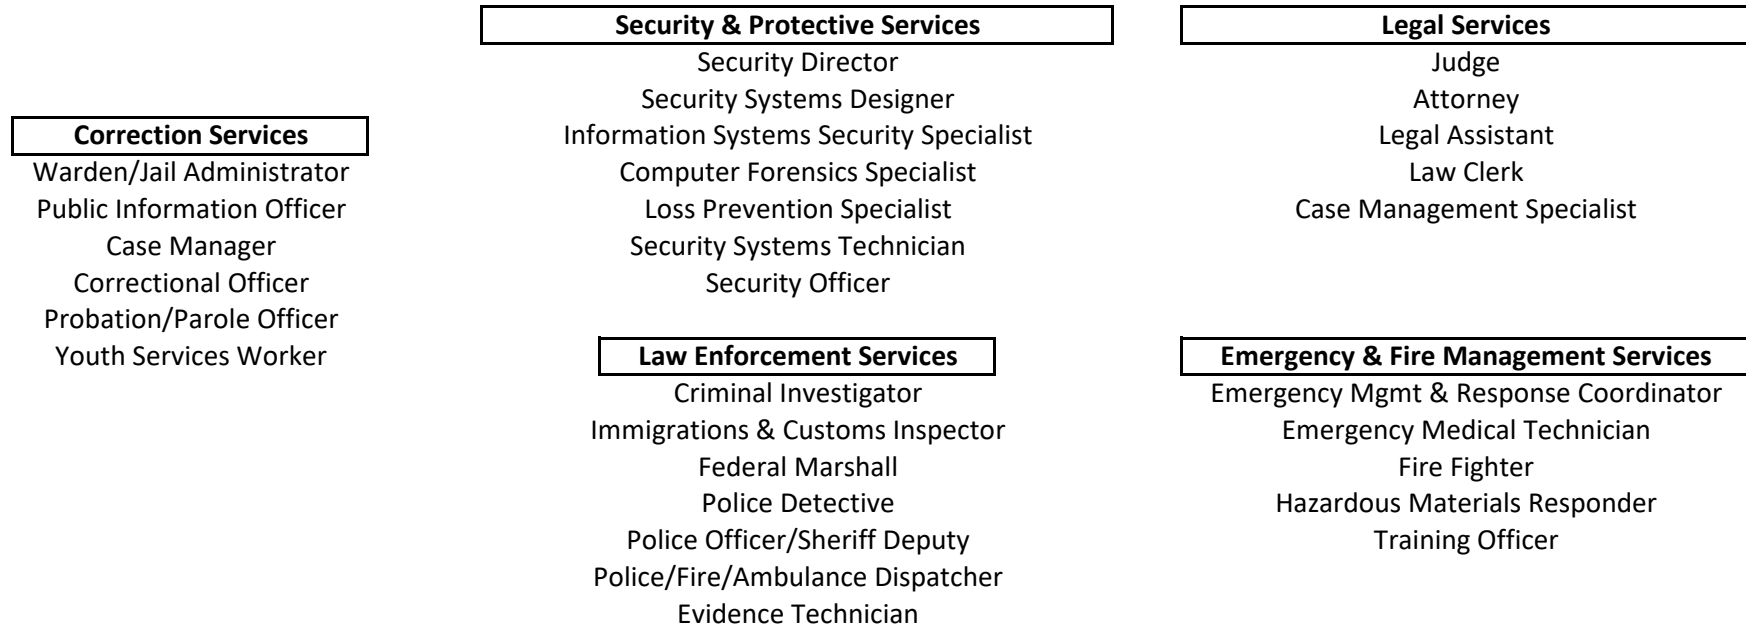 Correction Services
Warden/Jail Administrator
Public Information Officer
Case Manager
Correctional Officer
Probation/Parole Officer
Youth Services Worker
Security & Protective Services
Security Director
Security Systems Designer
Information Systems Security Specialist
Computer Forensics Specialist
Loss Prevention Specialist
Security Systems Technician
Security Officer
Law Enforcement Services
Criminal Investigator
Immigrations & Customs Inspector
Federal Marshall
Police Detective
Police Officer/Sheriff Deputy
Police/Fire/Ambulance Dispatcher
Evidence Technician
Legal Services
Judge
Attorney
Legal Assistant
Law Clerk
Case Management Specialist
Emergency & Fire Management Services
Emergency Mgmt & Response Coordinator
Emergency Medical Technician
Fire Fighter
Hazardous Materials Responder
Training Officer